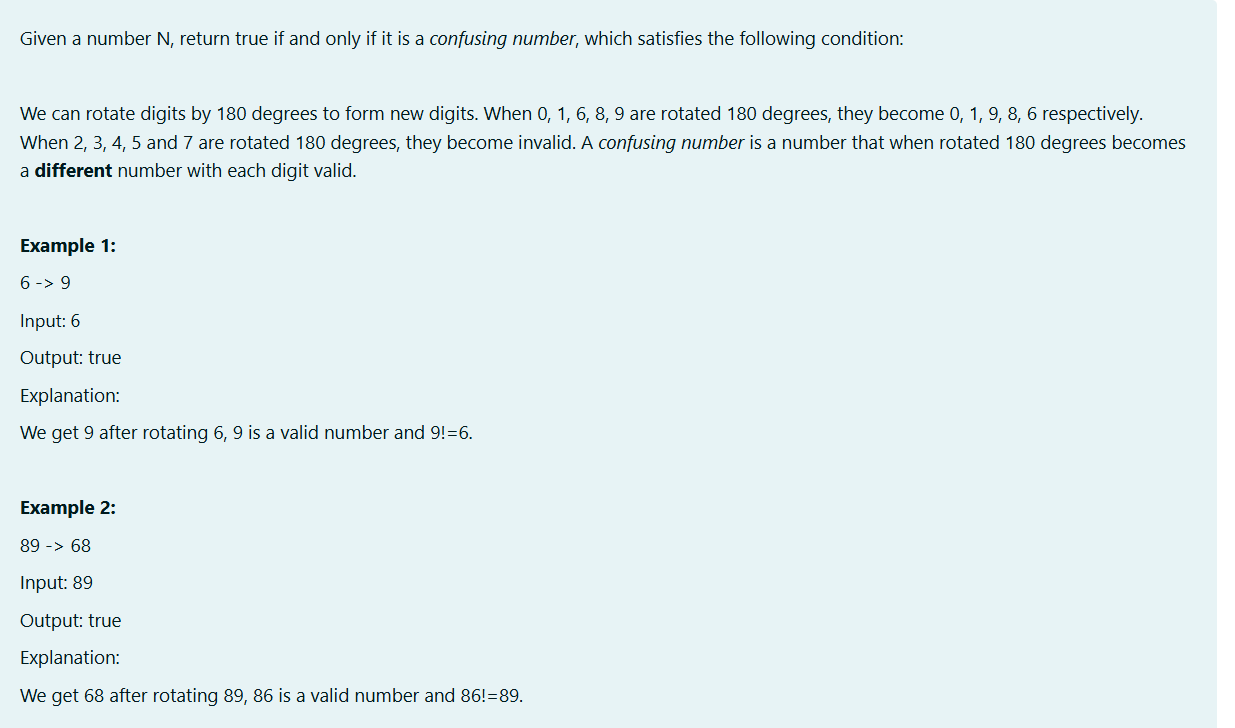 Given a number N, return true if and only if it is a confusing number, which satisfies the following condition:
We can rotate digits by 180 degrees to form new digits. When 0, 1, 6, 8, 9 are rotated 180 degrees, they become 0, 1, 9, 8, 6 respectively.
When 2, 3, 4, 5 and 7 are rotated 180 degrees, they become invalid. A confusing number is a number that when rotated 180 degrees becomes
a different number with each digit valid.
Example 1:
6 -> 9
Input: 6
Output: true
Explanation:
We get 9 after rotating 6, 9 is a valid number and 9!=6.
Example 2:
89 -> 68
Input: 89
Output: true
Explanation:
We get 68 after rotating 89, 86 is a valid number and 86!=89.